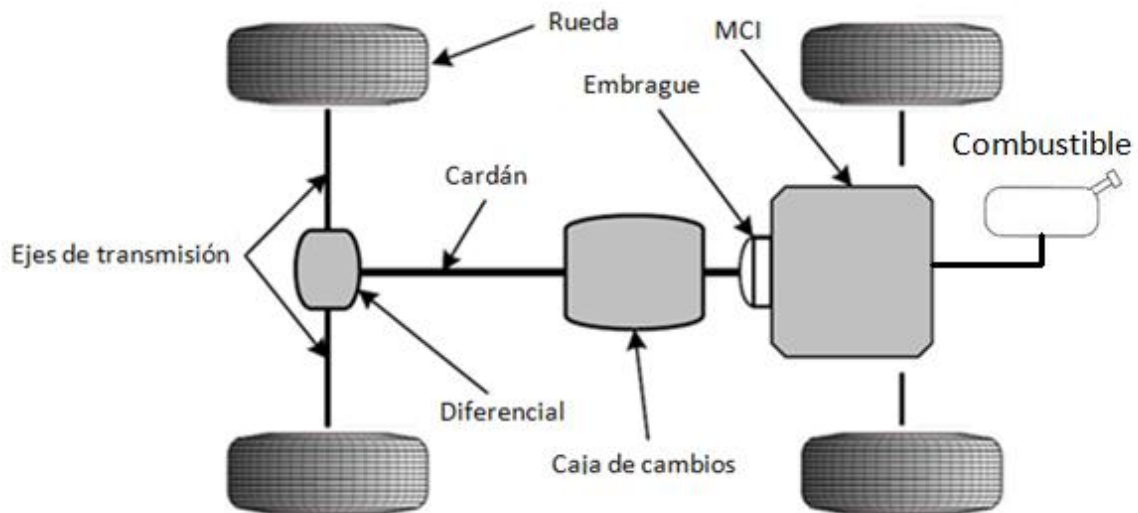 Rueda
MCI
Embrague
Combustible
Cardán
Ejes de transmisión
Diferencial
Caja de cambios